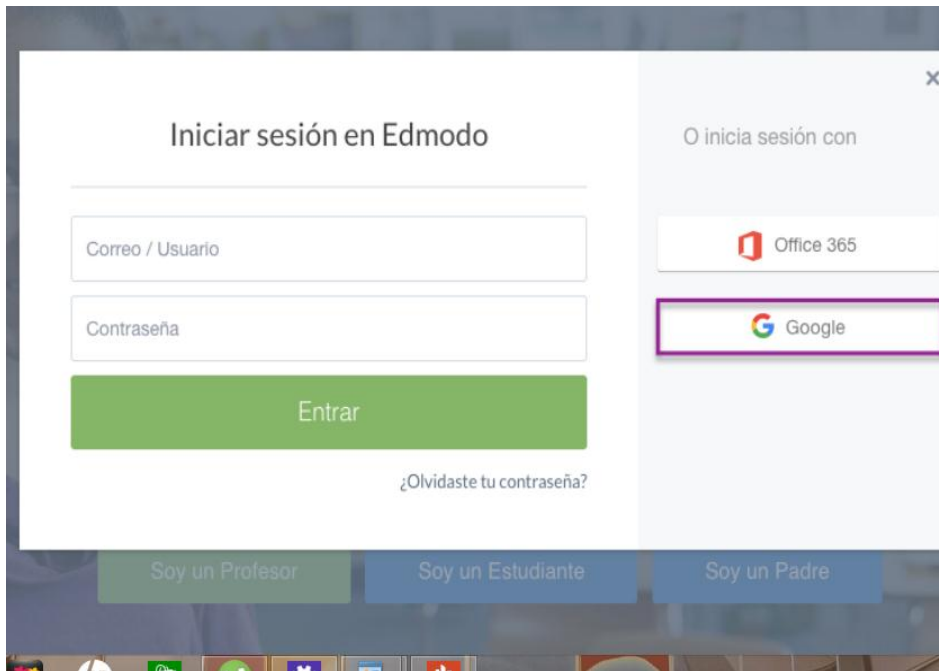 Iniciar sesión en Edmodo
Correo / Usuario
Contraseña
Entrar
¿Olvidaste tu contraseña?
O inicia sesión con
Office 365
Google
Soy un Profesor
Soy un Estudiante
Soy un Padre